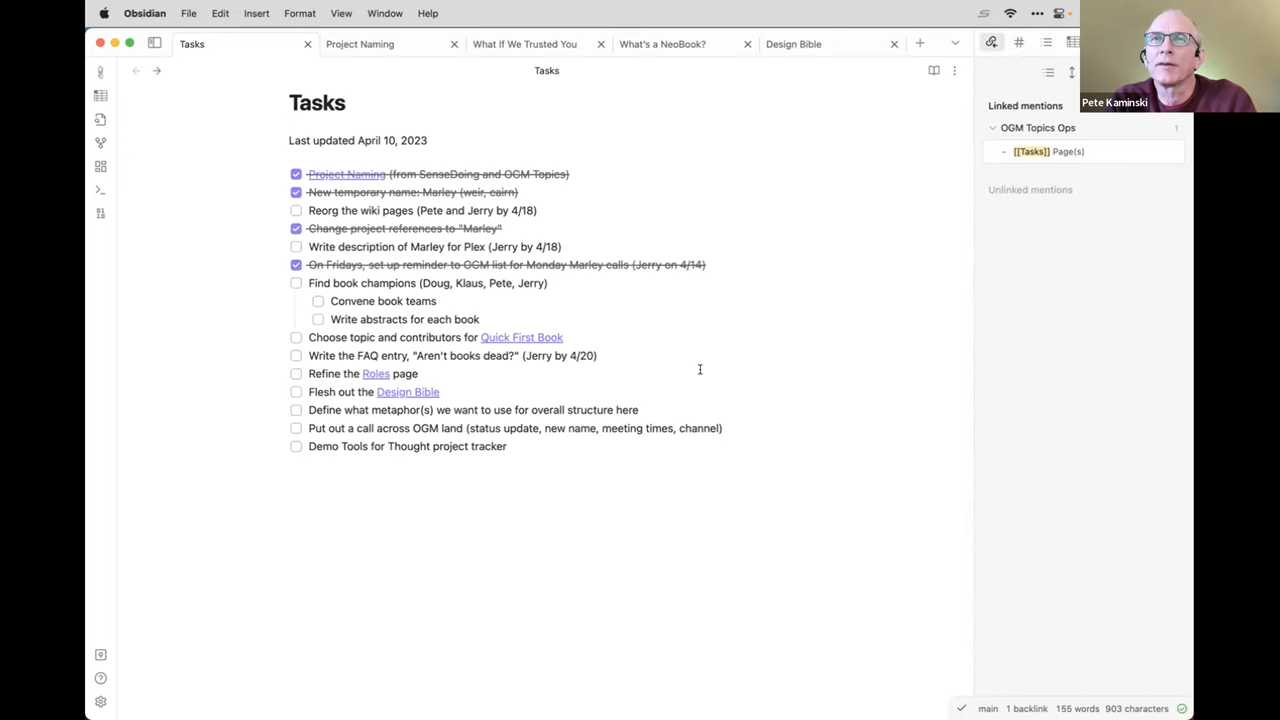 Obsidian File Edit Insert Format View Window Help
Tasks Project Naming What If We Trusted You What's a NeoBook? Design Bible
Tasks
Tasks
Last updated April 10, 2023
Project Naming (from SenseDoing and OGM Topics)
New temporary name: Marley (weir, cairn)
Reorg the wiki pages (Pete and Jerry by 4/18)
Change project references to "Marley"
Write description of Marley for Plex (Jerry by 4/18)
On Fridays, set up reminder to OGM list for Monday Marley calls (Jerry on 4/14)
Find book champions (Doug, Klaus, Pete, Jerry)
Convene book teams
Write abstracts for each book
Choose topic and contributors for Quick First Book
Write the FAQ entry, "Aren't books dead?" (Jerry by 4/20)
Refine the Roles page
Flesh out the Design Bible
Define what metaphor(s) we want to use for overall structure here
Put out a call across OGM land (status update, new name, meeting times, channel)
Demo Tools for Thought project tracker
Pete Kaminski
Linked mentions
OGM Topics Ops 1
- [[Tasks]] Page(s)
Unlinked mentions
main 1 backlink 155 words 903 characters